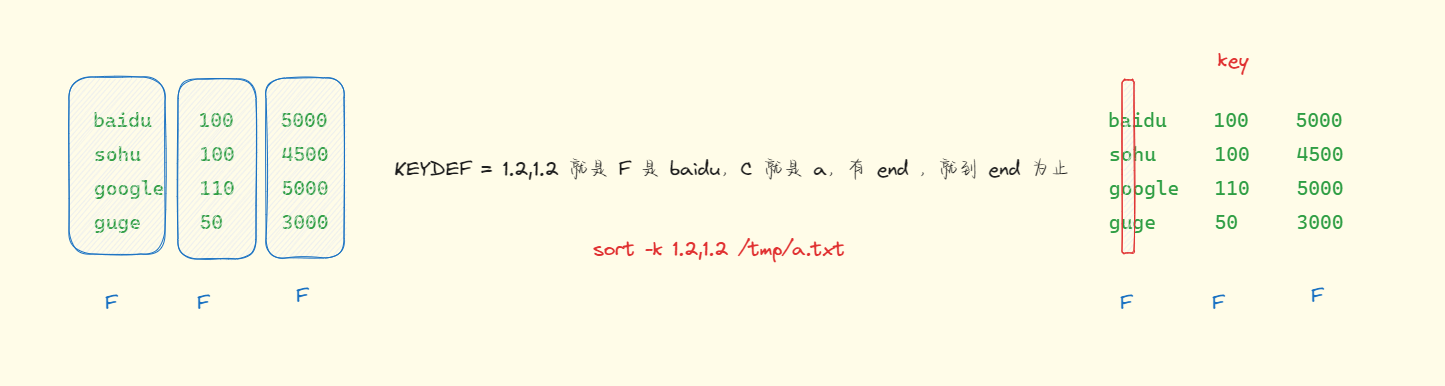 key
baidu 100 5000
sohu 100 4500
google 110 5000
guge 50 3000
F F F
KEYDEF = 1.2,1.2 就是 F 是 baidu, C 就是 a, 有 end , 就到 end 为止
sort -k 1.2,1.2 /tmp/a.txt
baidu 100 5000
sohu 100 4500
google 110 5000
guge 50 3000
F F F